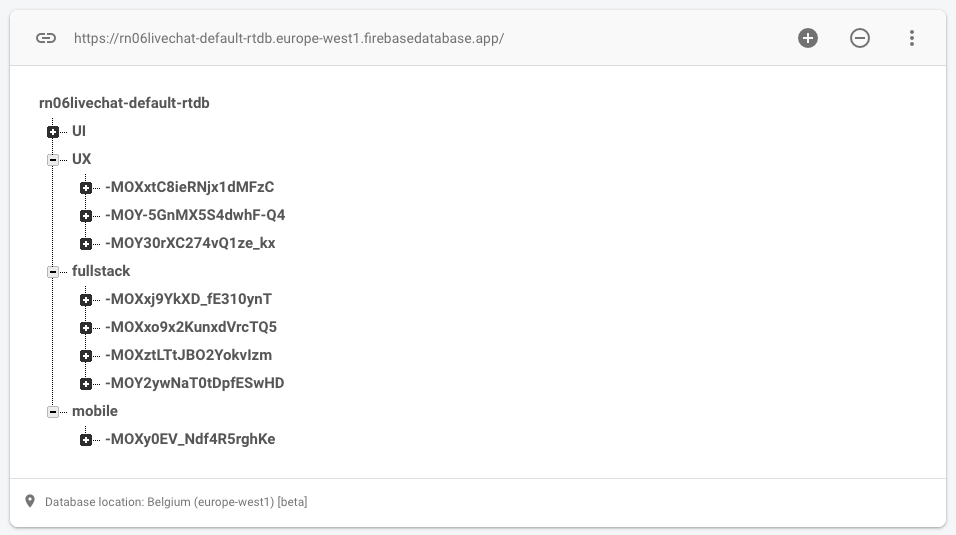 https://rn06livechat-default-rtdb.europe-west1.firebasedatabase.app/
rn06livechat-default-rtdb
UI
UX
-MOXxtC8ieRNjx1dMFzC
-MOY-5GnMX5S4dwhF-Q4
-MOY30rXC274vQ1ze_kx
fullstack
-MOXxj9YkXD_fE310ynT
-MOXxo9x2KunxdVrcTQ5
-MOXztLTtJBO2YokvIzm
-MOY2ywNaT0tDpfESwHD
mobile
-MOXy0EV_Ndf4R5rghKe
Database location: Belgium (europe-west1) [beta]